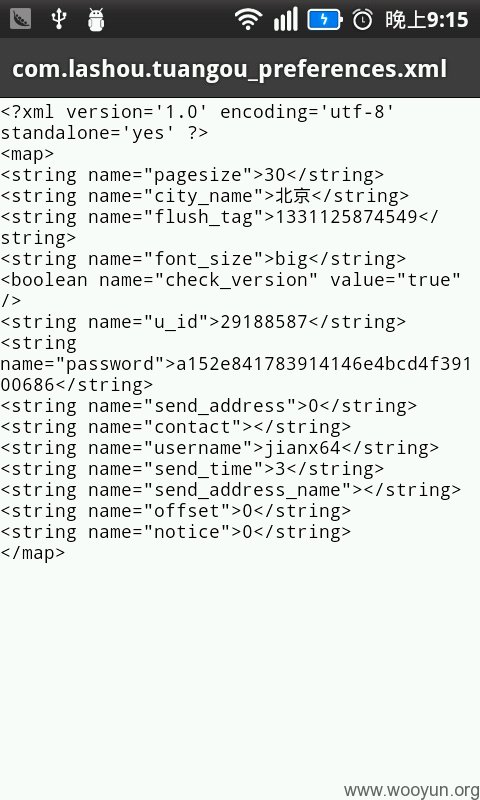 晚上9:15
com.lashou.tuangou_preferences.xml
<?xml version='1.0' encoding='utf-8'
standalone='yes' ?>
<map>
<string name="pagesize">30</string>
<string name="city_name">北京</string>
<string name="flush_tag">1331125874549</
string>
<string name="font_size">big</string>
<boolean name="check_version" value="true"
/>
<string name="u_id">29188587</string>
<string
name="password">a152e841783914146e4bcd4f391
00686</string>
<string name="send_address">0</string>
<string name="contact"></string>
<string name="username">jianx64</string>
<string name="send_time">3</string>
<string name="send_address_name"></string>
<string name="offset">0</string>
<string name="notice">0</string>
</map>
www.wooyun.org